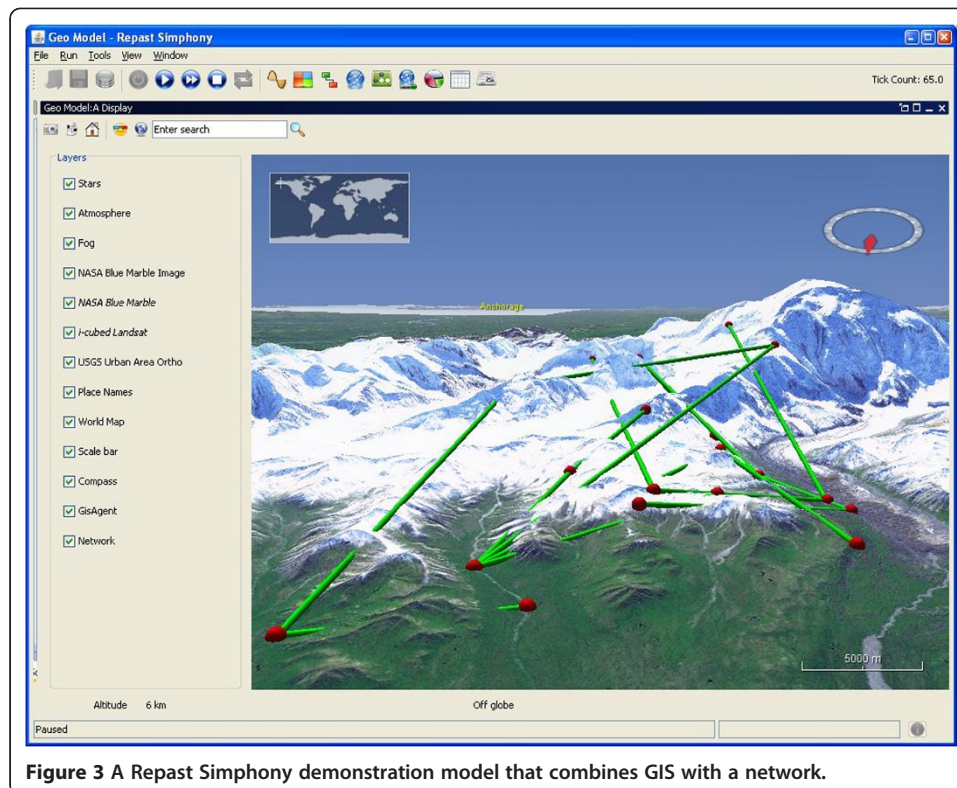 Geo Model - Repast Simphony
File Run Tools View Window
Tick Count: 65.0
Geo Model:A Display
Enter search
Layers
Stars
Atmosphere
Fog
NASA Blue Marble Image
NASA Blue Marble
i-cubed Landsat
USGS Urban Area Ortho
Place Names
World Map
Scale bar
Compass
GisAgent
Network
Anchorage
5000 m
Altitude 6 km
Off globe
Paused
Figure 3 A Repast Simphony demonstration model that combines GIS with a network.